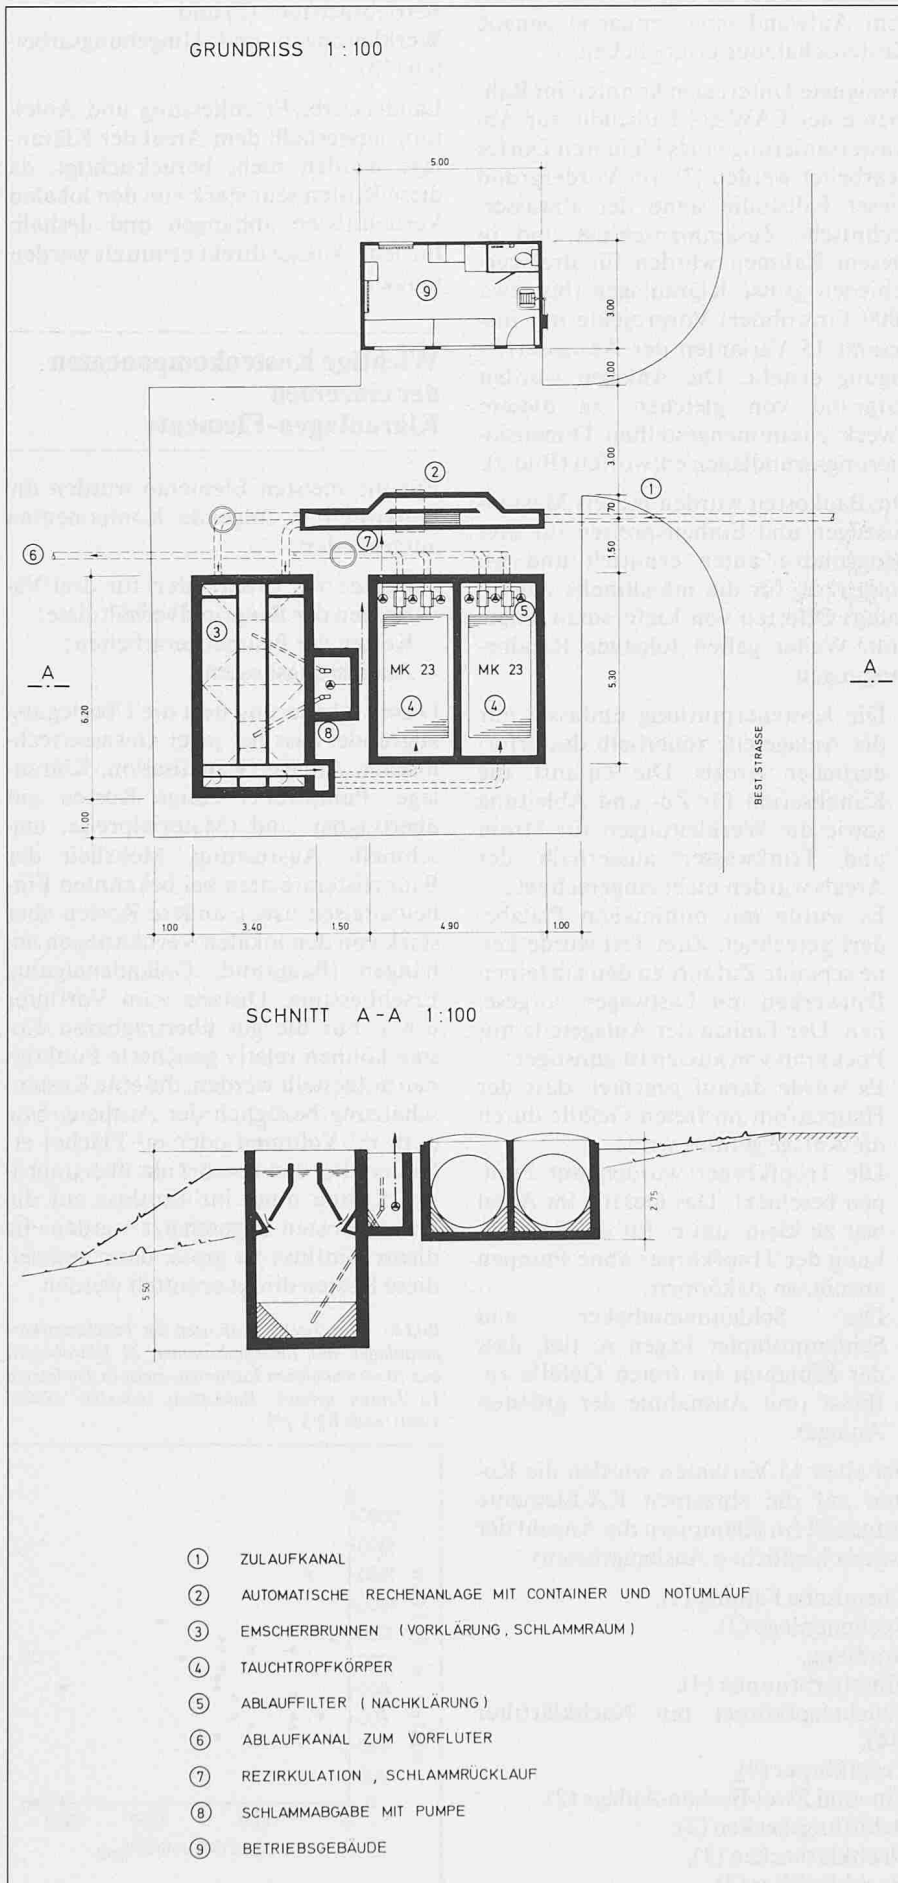 GRUNDRISS 1:100
5.00
9
3.00
1.00
3.00
2
1
.70
7
6
1.50
3
5
MK 23
MK 23
A
A
4
4
5.30
6.20
8
1.00
BEST. STRASSE
100
3.40
1.50
4.90
1.00
SCHNITT A-A 1:100
2.75
5.50
1 ZULAUFKANAL
2 AUTOMATISCHE RECHENANLAGE MIT CONTAINER UND NOTUMLAUF
3 EMSCHERBRUNNEN (VORKLÄRUNG, SCHLAMMRAUM)
4 TAUCHTROPFKÖRPER
5 ABLAUFFILTER (NACHKLÄRUNG)
6 ABLAUFKANAL ZUM VORFLUTER
7 REZIRKULATION, SCHLAMMRÜCKLAUF
8 SCHLAMMABGABE MIT PUMPE
9 BETRIEBSGEBÄUDE